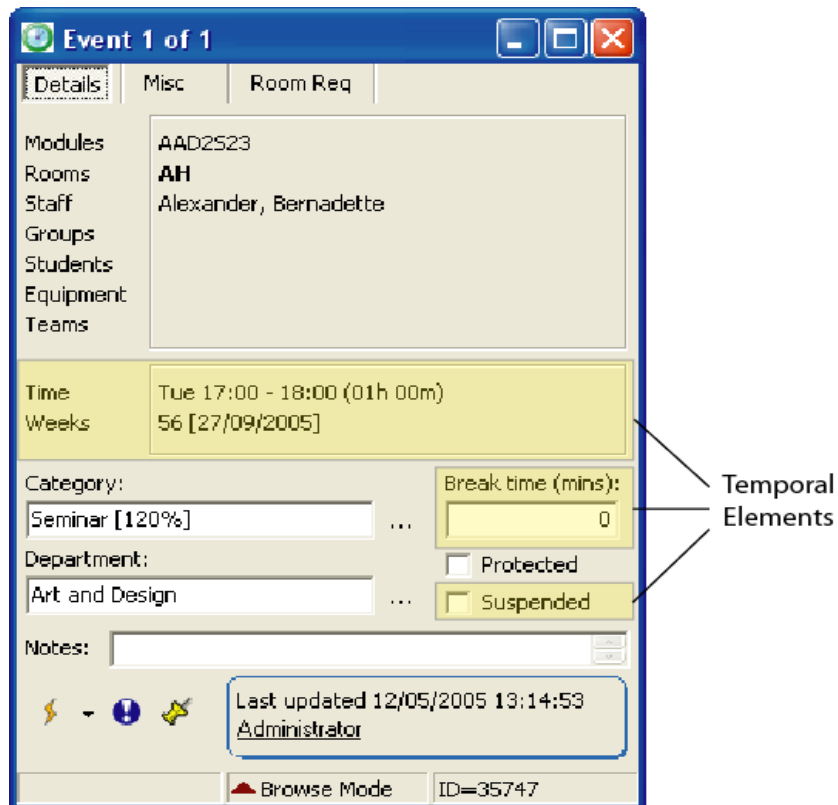 Event 1 of 1
Details Misc Room Req
Modules AAD2523
Rooms AH
Staff Alexander, Bernadette
Groups
Students
Equipment
Teams
Time Tue 17:00 - 18:00 (01h 00m)
Weeks 56 [27/09/2005]
Category: Break time (mins):
Seminar [120%] ... 0
Temporal
Elements
Department: Protected
Art and Design ... Suspended
Notes:
Last updated 12/05/2005 13:14:53
Administrator
Browse Mode ID=35747